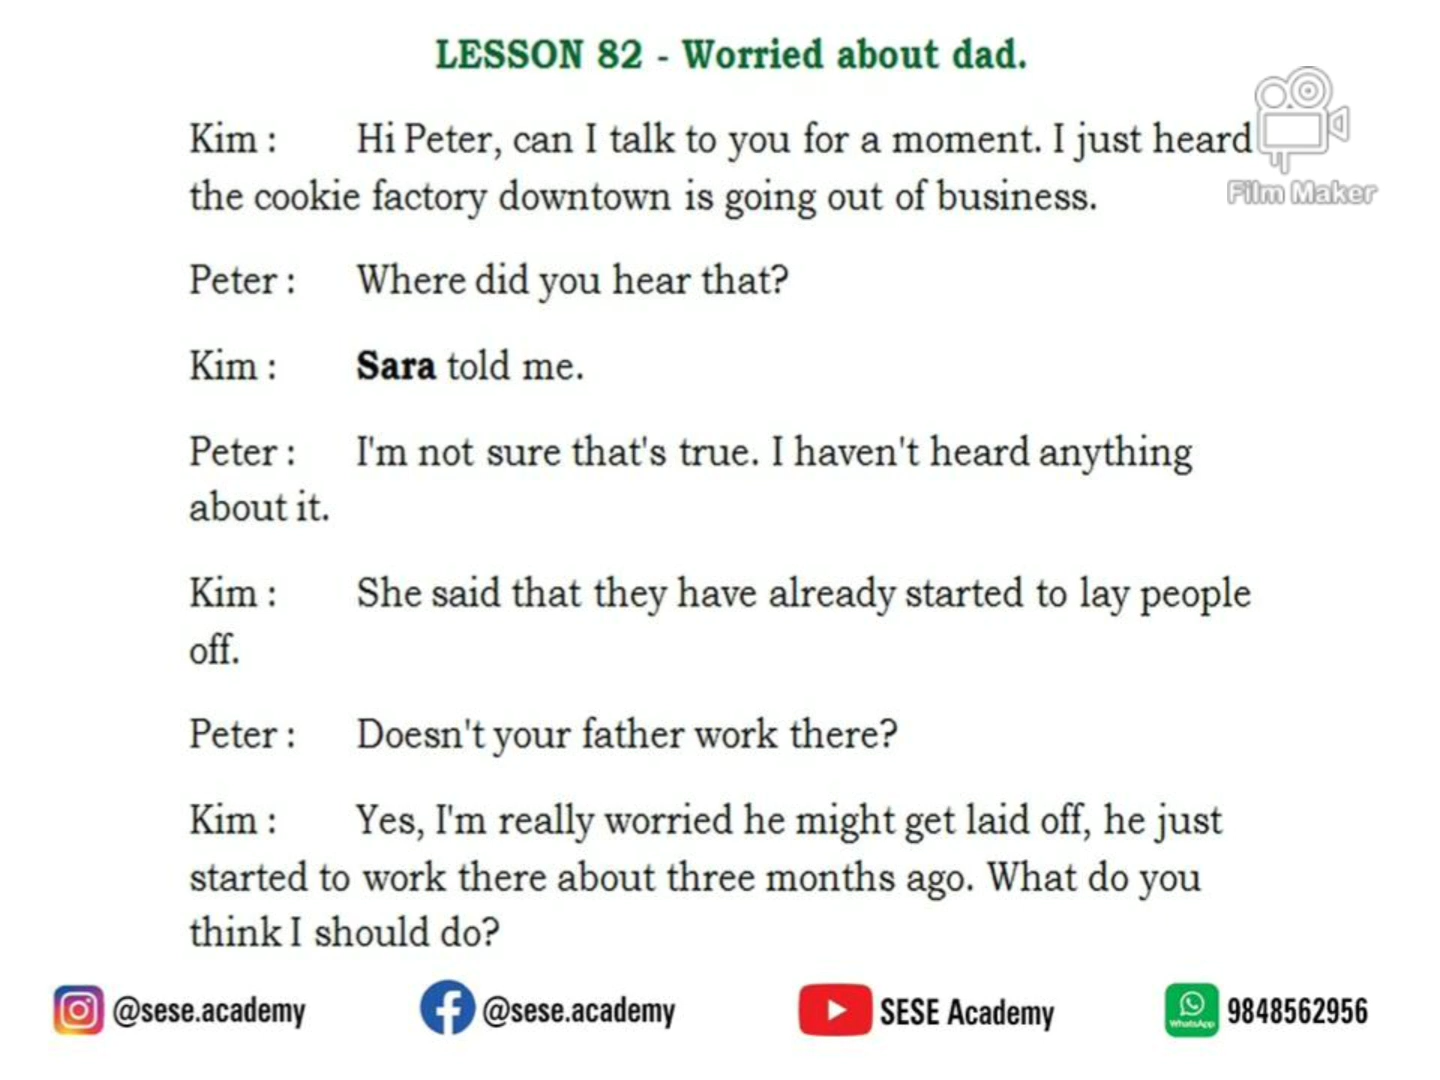 LESSON 82 - Worried about dad.
Kim : Hi Peter, can I talk to you for a moment. I just heard
the cookie factory downtown is going out of business.
Film Maker
Peter : Where did you hear that?
Kim : Sara told me.
Peter : I'm not sure that's true. I haven't heard anything
about it.
Kim : She said that they have already started to lay people
off.
Peter : Doesn't your father work there?
Kim : Yes, I'm really worried he might get laid off, he just
started to work there about three months ago. What do you
think I should do?
@sese.academy @sese.academy SESE Academy WhatsApp 9848562956